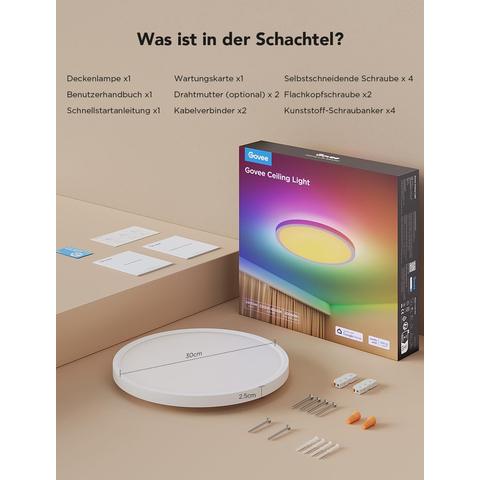 Was ist in der Schachtel?
Deckenlampe x1
Wartungskarte x1
Selbstschneidende Schraube x 4
Benutzerhandbuch x1
Drahtmutter (optional) x 2
Flachkopfschraube x2
Schnellstartanleitung x1
Kabelverbinder x2
Kunststoff-Schraubanker x4
Govee
Govee Ceiling Light
30cm
2.5cm